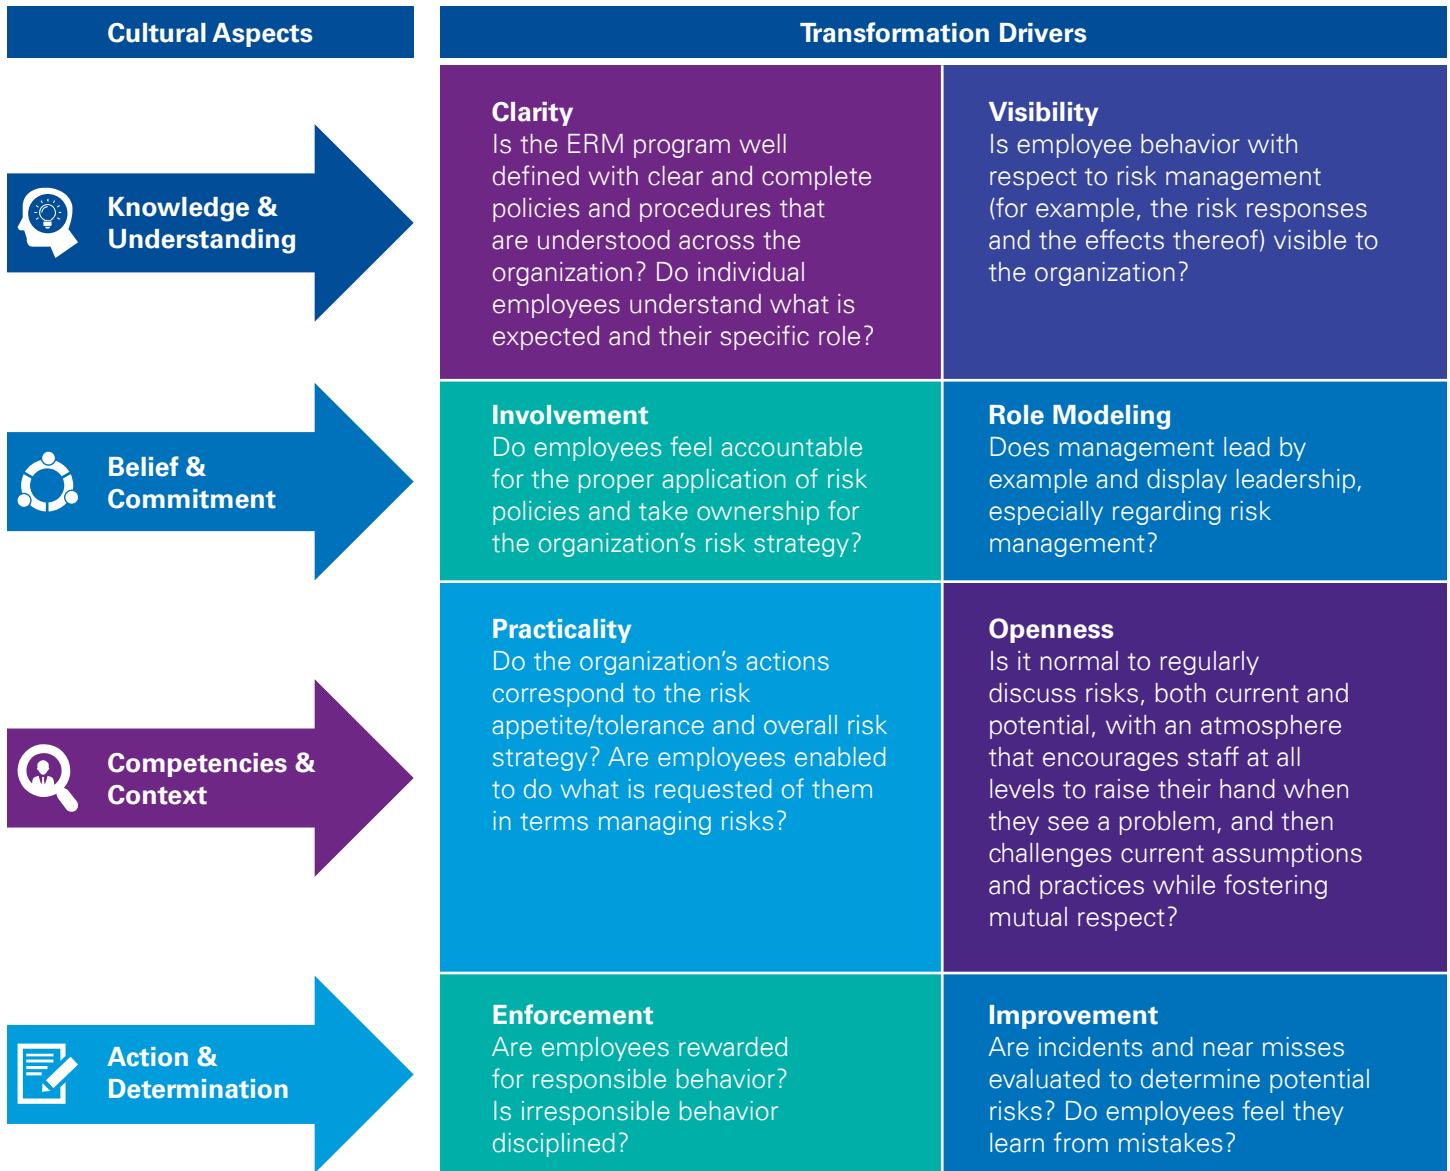 Cultural Aspects
Transformation Drivers
Knowledge &
Understanding
Clarity
Is the ERM program well
defined with clear and complete
policies and procedures that
are understood across the
organization? Do individual
employees understand what is
expected and their specific role?
Visibility
Is employee behavior with
respect to risk management
(for example, the risk responses
and the effects thereof) visible to
the organization?
Belief &
Commitment
Involvement
Do employees feel accountable
for the proper application of risk
policies and take ownership for
the organization’s risk strategy?
Role Modeling
Does management lead by
example and display leadership,
especially regarding risk
management?
Competencies &
Context
Practicality
Do the organization’s actions
correspond to the risk
appetite/tolerance and overall risk
strategy? Are employees enabled
to do what is requested of them
in terms managing risks?
Openness
Is it normal to regularly
discuss risks, both current and
potential, with an atmosphere
that encourages staff at all
levels to raise their hand when
they see a problem, and then
challenges current assumptions
and practices while fostering
mutual respect?
Action &
Determination
Enforcement
Are employees rewarded
for responsible behavior?
Is irresponsible behavior
disciplined?
Improvement
Are incidents and near misses
evaluated to determine potential
risks? Do employees feel they
learn from mistakes?